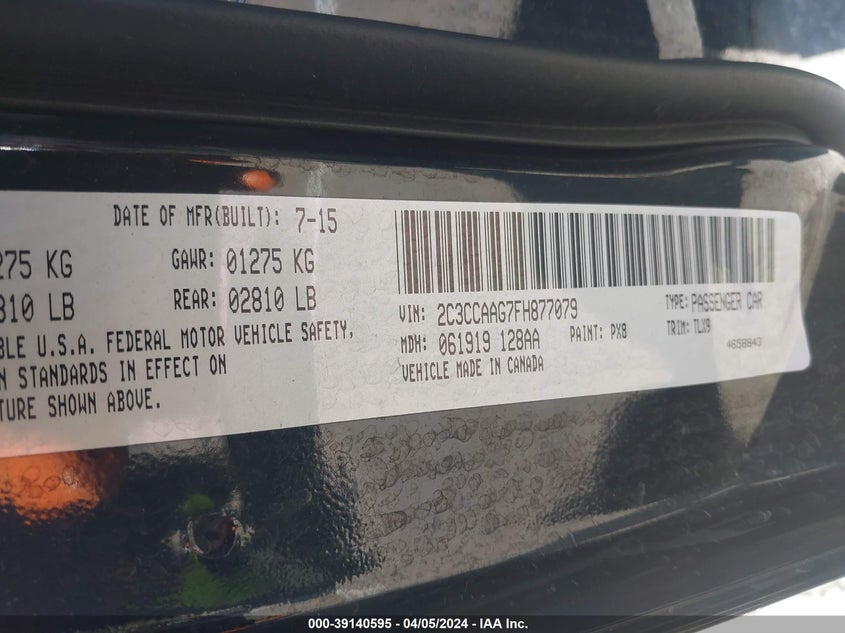 DATE OF MFR(BUILT): 7-15
275 KG GAWR: 01275 KG
810 LB REAR: 02810 LB
BLE U.S.A. FEDERAL MOTOR VEHICLE SAFETY,
N STANDARDS IN EFFECT ON
TURE SHOWN ABOVE.
VIN: 2C3CCAAG7FH877079 TYPE: PASSENGER CAR
MDH: 061919 128AA PAINT: PX8 TRIM: TLX9
VEHICLE MADE IN CANADA 4658843
000-39140595 - 04/05/2024 - IAA Inc.